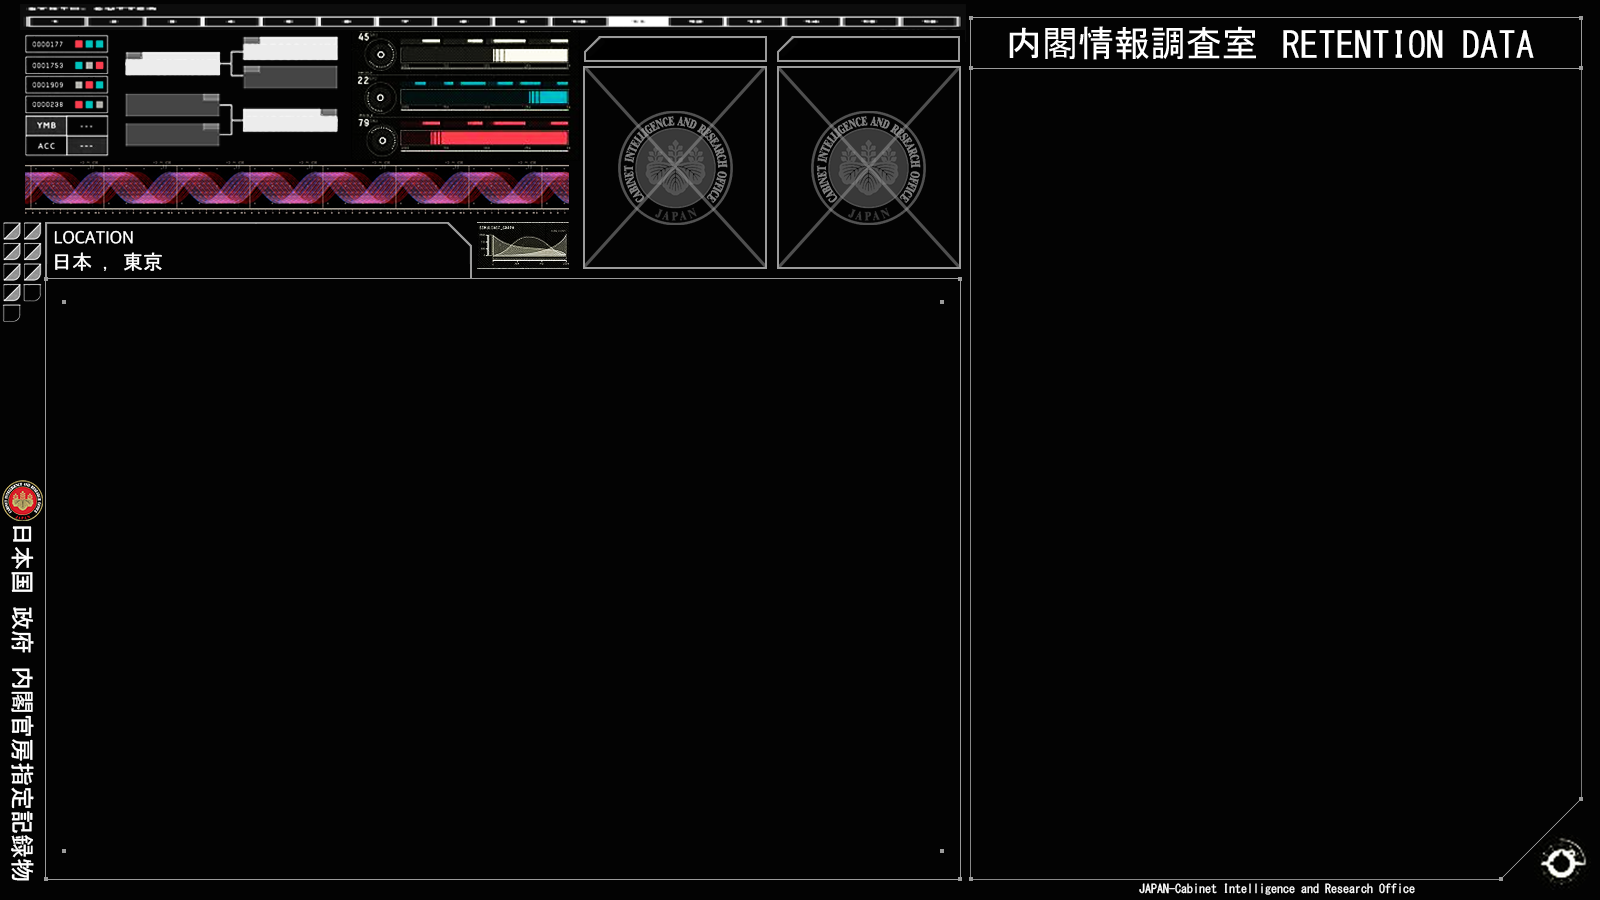 0000177
0001753
0001909
0000238
YMB ---
ACC ---
45
22
79
CABINET INTELLIGENCE AND RESEARCH OFFICE
JAPAN
CABINET INTELLIGENCE AND RESEARCH OFFICE
JAPAN
LOCATION
日本 , 東京
内閣情報調査室 RETENTION DATA
日本国 政府 内閣官房指定記録物
JAPAN-Cabinet Intelligence and Research Office